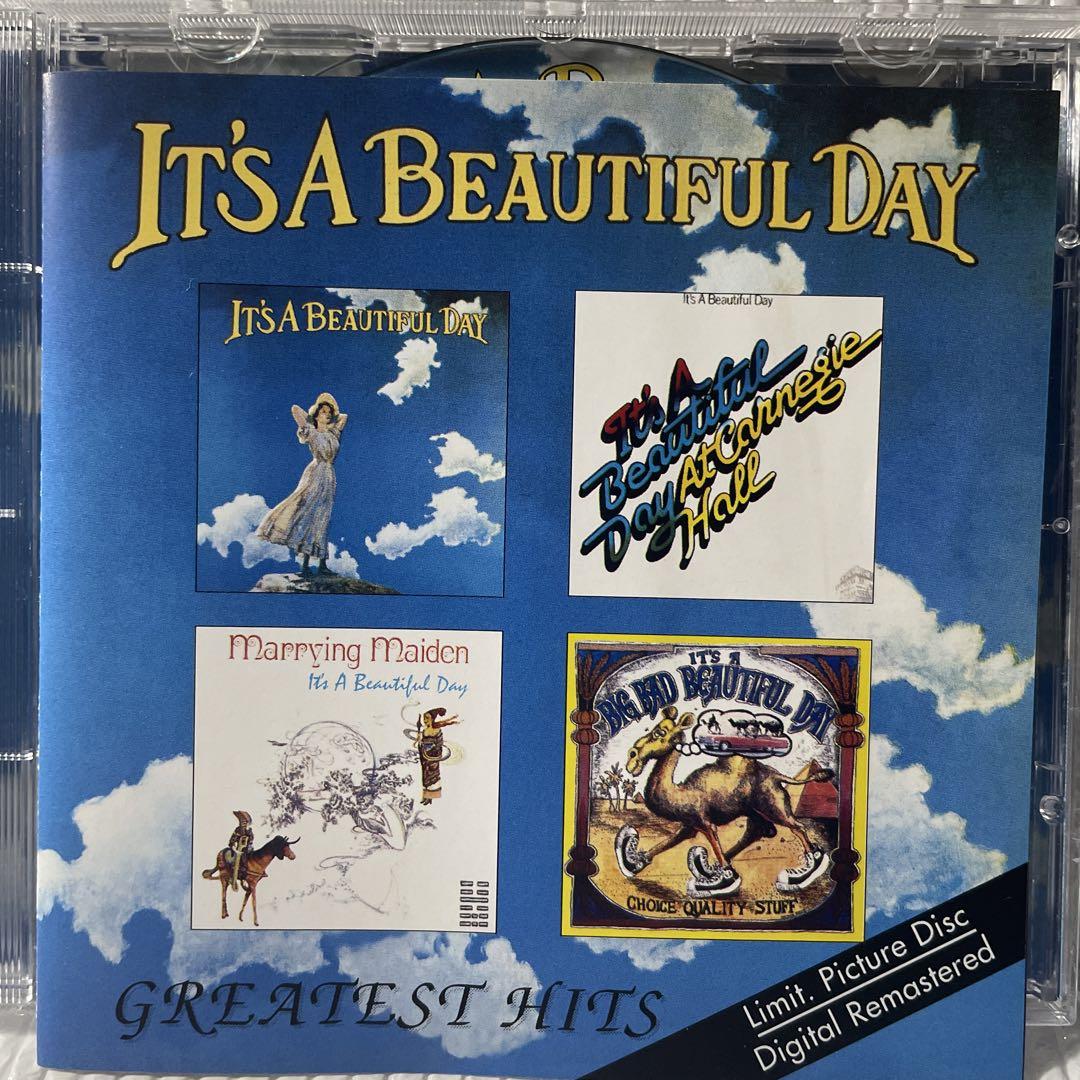 IT'S A BEAUTIFUL DAY
IT'S A BEAUTIFUL DAY
It's A Beautiful Day
It's A
Beautiful
Day At Carnegie
Hall
Marrying Maiden
It's A Beautiful Day
IT'S A
BIG BAD BEAUTIFUL DAY
CHOICE QUALITY STUFF
GREATEST HITS
Limit. Picture Disc
Digital Remastered